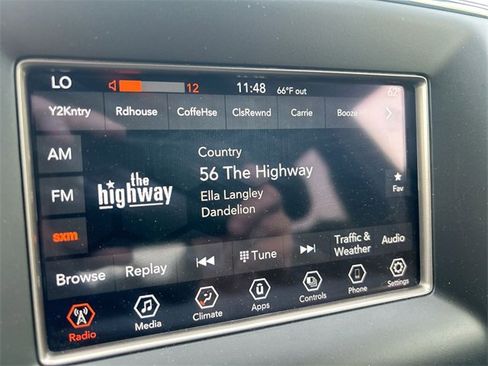 LO 12 11:48 66°F out 62
Y2Kntry Rdhouse CoffeHse ClsRewnd Carrie Booze
AM
Country
the highway
56 The Highway
FM
Ella Langley
Fav
Dandelion
sxm
Browse Replay Tune Traffic & Weather Audio
Radio Media Climate Apps Controls Phone Settings